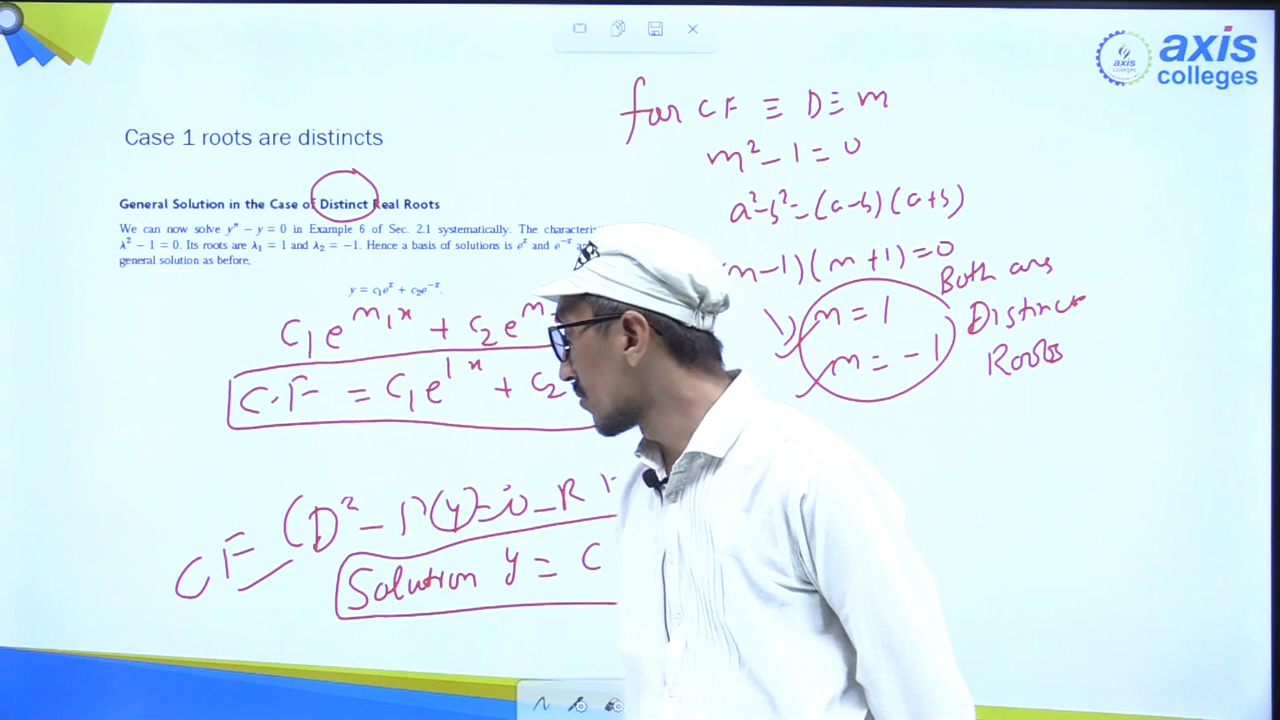 axis
colleges
axis
colleges
Case 1 roots are distincts
General Solution in the Case of Distinct Real Roots
We can now solve y″ − y = 0 in Example 6 of Sec. 2.1 systematically. The
λ² − 1 = 0. Its roots are λ₁ = 1 and λ₂ = −1. Hence a basis of solutions is eˣ and e⁻ˣ
general solution as before,
y = c₁eˣ + c₂e⁻ˣ.
C₁e^m₁x + C₂e^m
C.F = C₁e^1x + C₂
CF (D² − 1)(y) = 0
Solution y = C
for CF ≡ D ≡ m
m² − 1 = 0
a² − b² = (a−b)(a+b)
m−1)(m+1)=0
m = 1
m = −1
Both are
Distinct
Roots